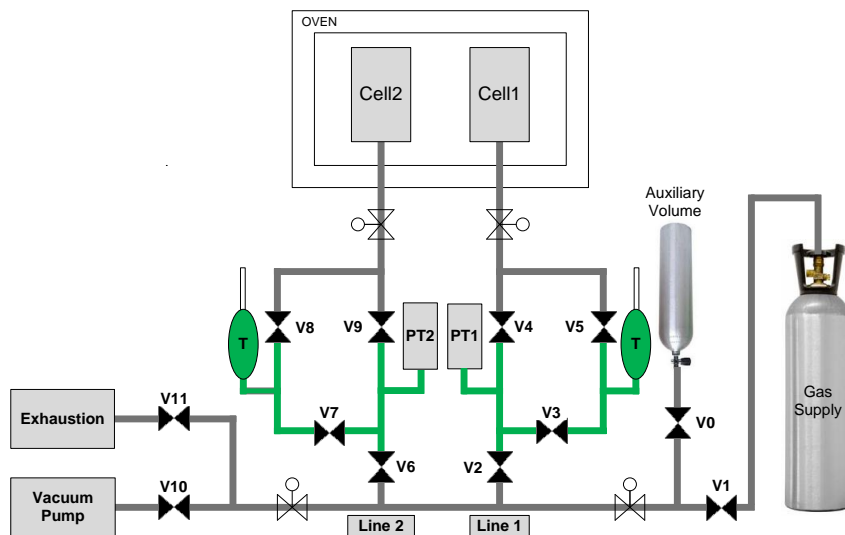 OVEN
Cell2
Cell1
Auxiliary
Volume
V8
V9
PT2
PT1
V4
V5
T
T
Gas
Supply
V11
V7
V3
V0
Exhaustion
V6
V2
V1
V10
Vacuum
Pump
Line 2
Line 1